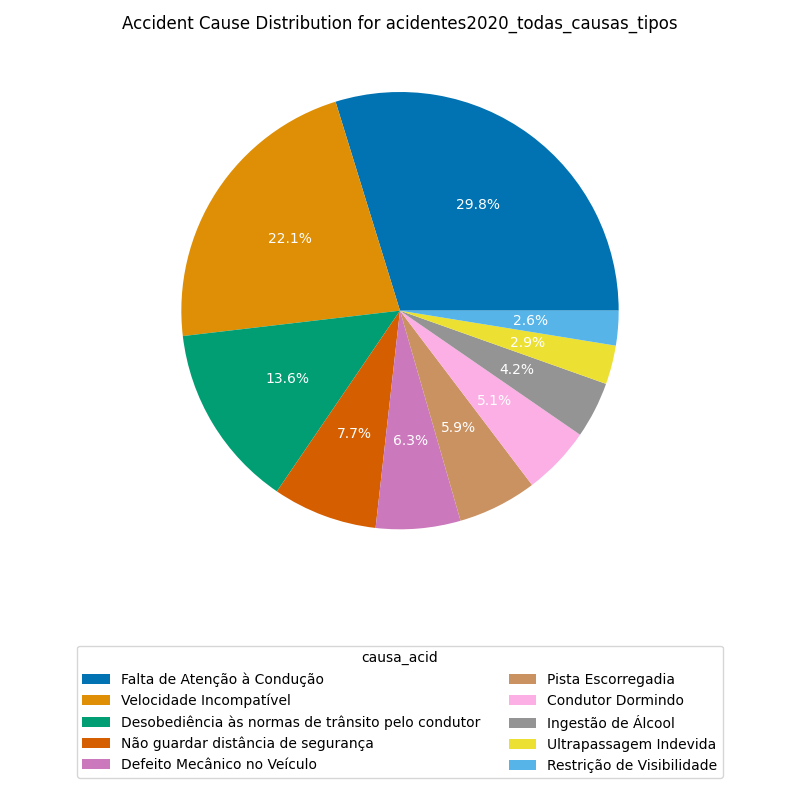 Accident Cause Distribution for acidentes2020_todas_causas_tipos
29.8%
22.1%
13.6%
7.7%
6.3%
5.9%
5.1%
4.2%
2.9%
2.6%
causa_acid
Falta de Atenção à Condução
Velocidade Incompatível
Desobediência às normas de trânsito pelo condutor
Não guardar distância de segurança
Defeito Mecânico no Veículo
Pista Escorregadia
Condutor Dormindo
Ingestão de Álcool
Ultrapassagem Indevida
Restrição de Visibilidade